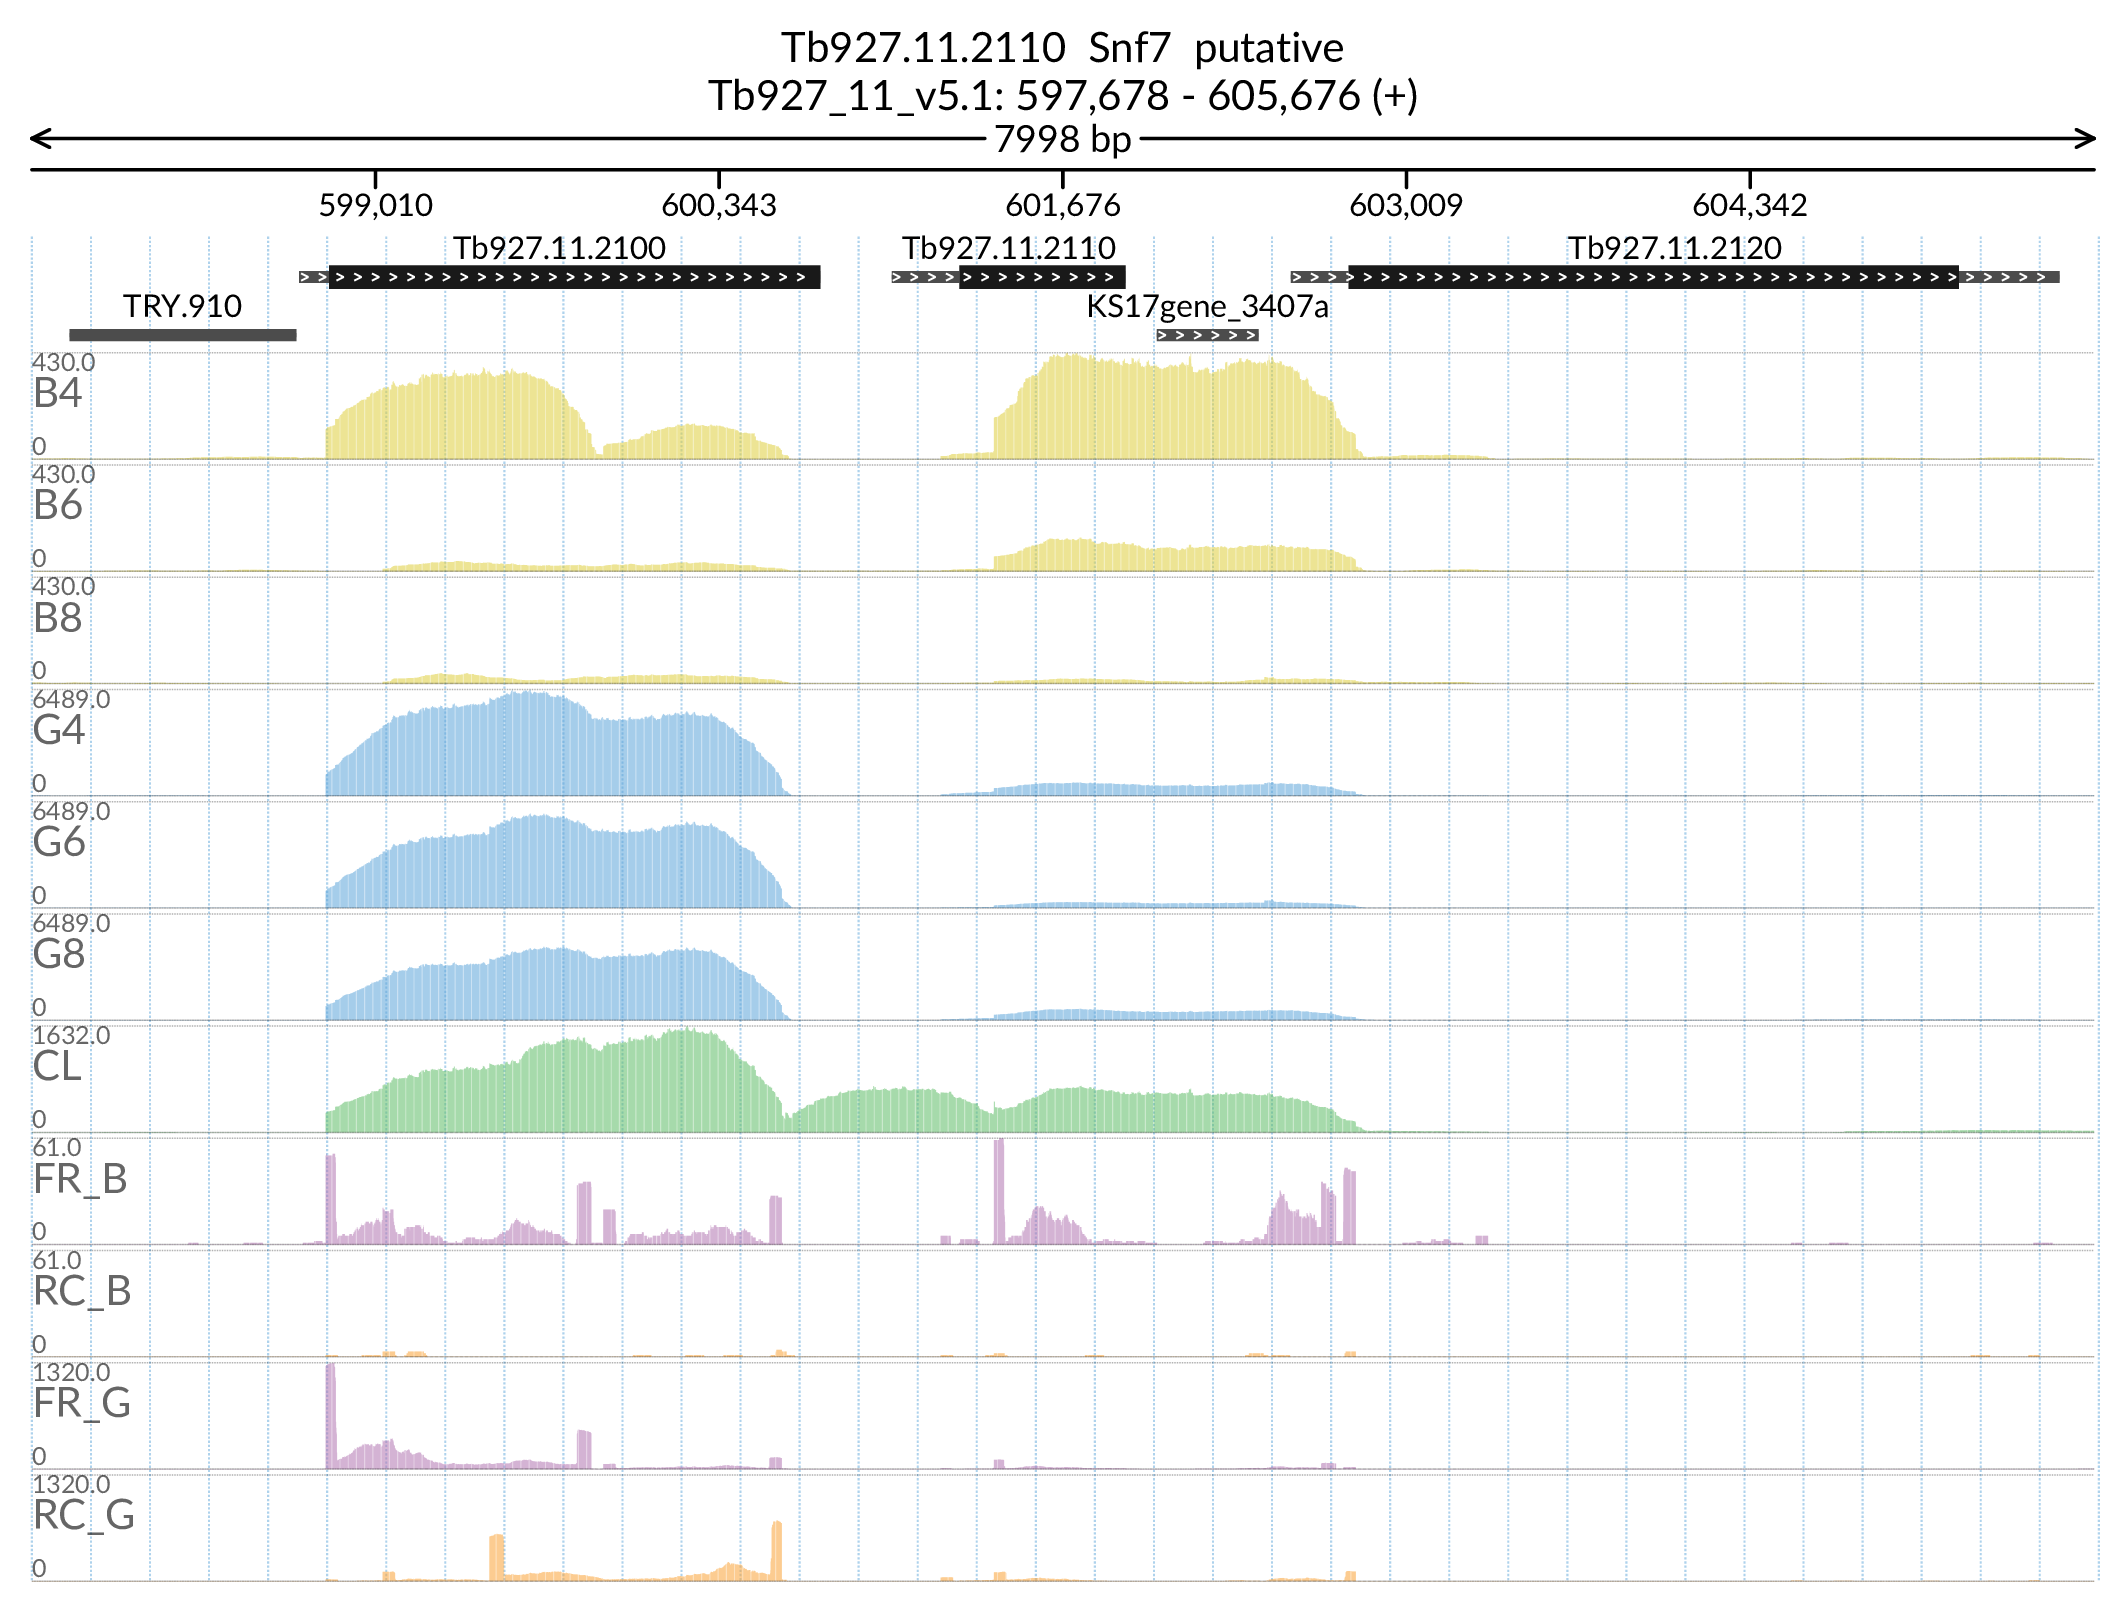 Tb927.11.2110 Snf7 putative
Tb927_11_v5.1: 597,678 - 605,676 (+)
7998 bp
599,010 600,343 601,676 603,009 604,342
Tb927.11.2100 Tb927.11.2110 Tb927.11.2120
TRY.910 KS17gene_3407a
430.0
B4
0
430.0
B6
0
430.0
B8
0
6489.0
G4
0
6489.0
G6
0
6489.0
G8
0
1632.0
CL
0
61.0
FR_B
0
61.0
RC_B
0
1320.0
FR_G
0
1320.0
RC_G
0